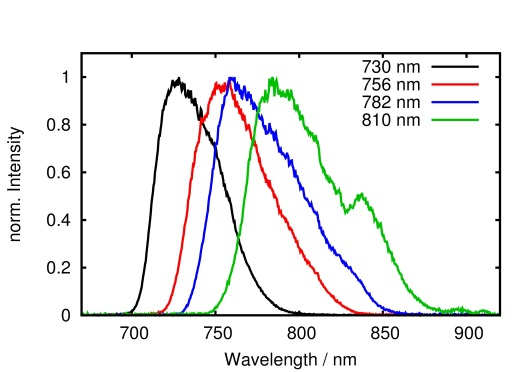 730 nm
756 nm
782 nm
810 nm
1
0.8
0.6
0.4
0.2
0
norm. Intensity
700 750 800 850 900
Wavelength / nm